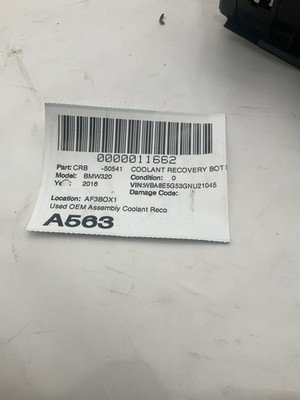 0000011662
Part: CRB -50541 COOLANT RECOVERY BOT
Model: BMW320 Condition: 0
2016 VIN:WBA8E5G53GNU21045
Damage Code:
Location: AF3BOX1
Used OEM Assembly Coolant Reco
A563